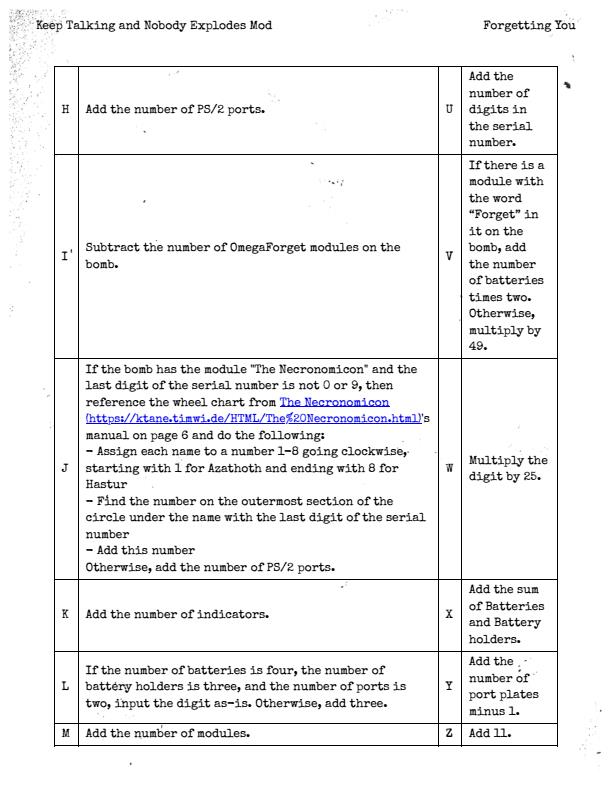 Keep Talking and Nobody Explodes Mod
Forgetting You
H
Add the number of PS/2 ports.
U
Add the
number of
digits in
the serial
number.
I
Subtract the number of OmegaForget modules on the
bomb.
V
If there is a
module with
the word
“Forget” in
it on the
bomb, add
the number
of batteries
times two.
Otherwise,
multiply by
49.
J
If the bomb has the module "The Necronomicon" and the
last digit of the serial number is not 0 or 9, then
reference the wheel chart from The Necronomicon
(https://ktane.timwi.de/HTML/The%20Necronomicon.html)'s
manual on page 6 and do the following:
– Assign each name to a number 1-8 going clockwise,
starting with 1 for Azathoth and ending with 8 for
Hastur
– Find the number on the outermost section of the
circle under the name with the last digit of the serial
number
– Add this number
Otherwise, add the number of PS/2 ports.
W
Multiply the
digit by 25.
K
Add the number of indicators.
X
Add the sum
of Batteries
and Battery
holders.
L
If the number of batteries is four, the number of
battery holders is three, and the number of ports is
two, input the digit as-is. Otherwise, add three.
Y
Add the
number of
port plates
minus 1.
M
Add the number of modules.
Z
Add 11.